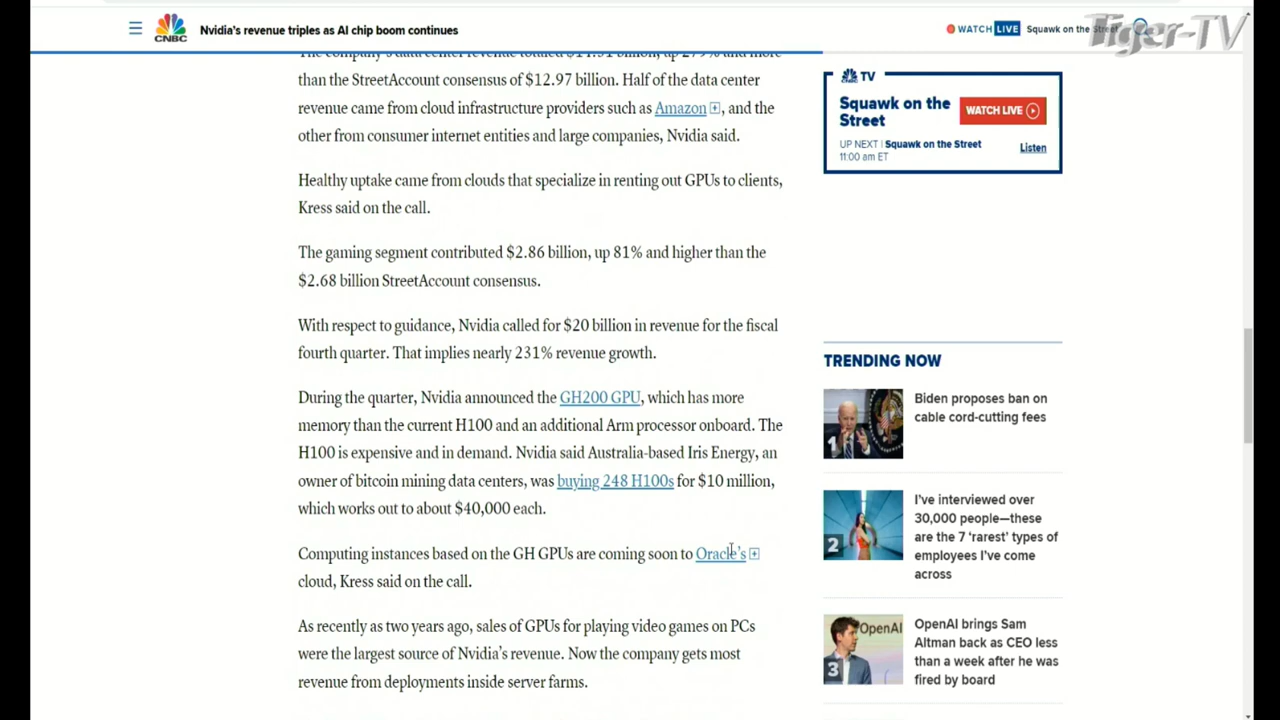 CNBC
Nvidia's revenue triples as AI chip boom continues
WATCH LIVE
Squawk on the
Tiger-TV
than the StreetAccount consensus of $12.97 billion. Half of the data center
revenue came from cloud infrastructure providers such as Amazon, and the
other from consumer internet entities and large companies, Nvidia said.
Healthy uptake came from clouds that specialize in renting out GPUs to clients,
Kress said on the call.
The gaming segment contributed $2.86 billion, up 81% and higher than the
$2.68 billion StreetAccount consensus.
With respect to guidance, Nvidia called for $20 billion in revenue for the fiscal
fourth quarter. That implies nearly 231% revenue growth.
During the quarter, Nvidia announced the GH200 GPU, which has more
memory than the current H100 and an additional Arm processor onboard. The
H100 is expensive and in demand. Nvidia said Australia-based Iris Energy, an
owner of bitcoin mining data centers, was buying 248 H100s for $10 million,
which works out to about $40,000 each.
Computing instances based on the GH GPUs are coming soon to Oracle's
cloud, Kress said on the call.
As recently as two years ago, sales of GPUs for playing video games on PCs
were the largest source of Nvidia's revenue. Now the company gets most
revenue from deployments inside server farms.
TV
Squawk on the
Street
WATCH LIVE
UP NEXT | Squawk on the Street
11:00 am ET
Listen
TRENDING NOW
1
Biden proposes ban on
cable cord-cutting fees
2
I've interviewed over
30,000 people—these
are the 7 'rarest' types of
employees I've come
across
OpenAI
3
OpenAI brings Sam
Altman back as CEO less
than a week after he was
fired by board